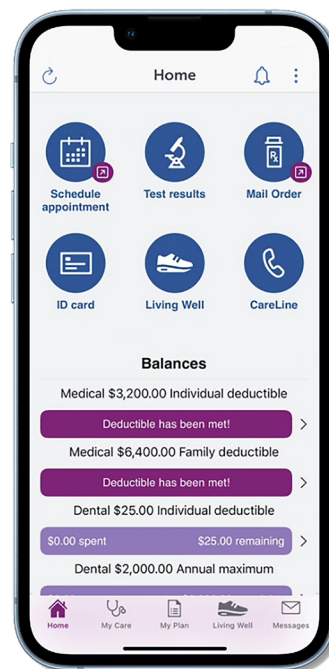 Home
Schedule
appointment
Test results
Rx
Mail Order
ID card
Living Well
CareLine
Balances
Medical $3,200.00 Individual deductible
Deductible has been met!
Medical $6,400.00 Family deductible
Deductible has been met!
Dental $25.00 Individual deductible
$0.00 spent $25.00 remaining
Dental $2,000.00 Annual maximum
Home My Care My Plan Living Well Messages